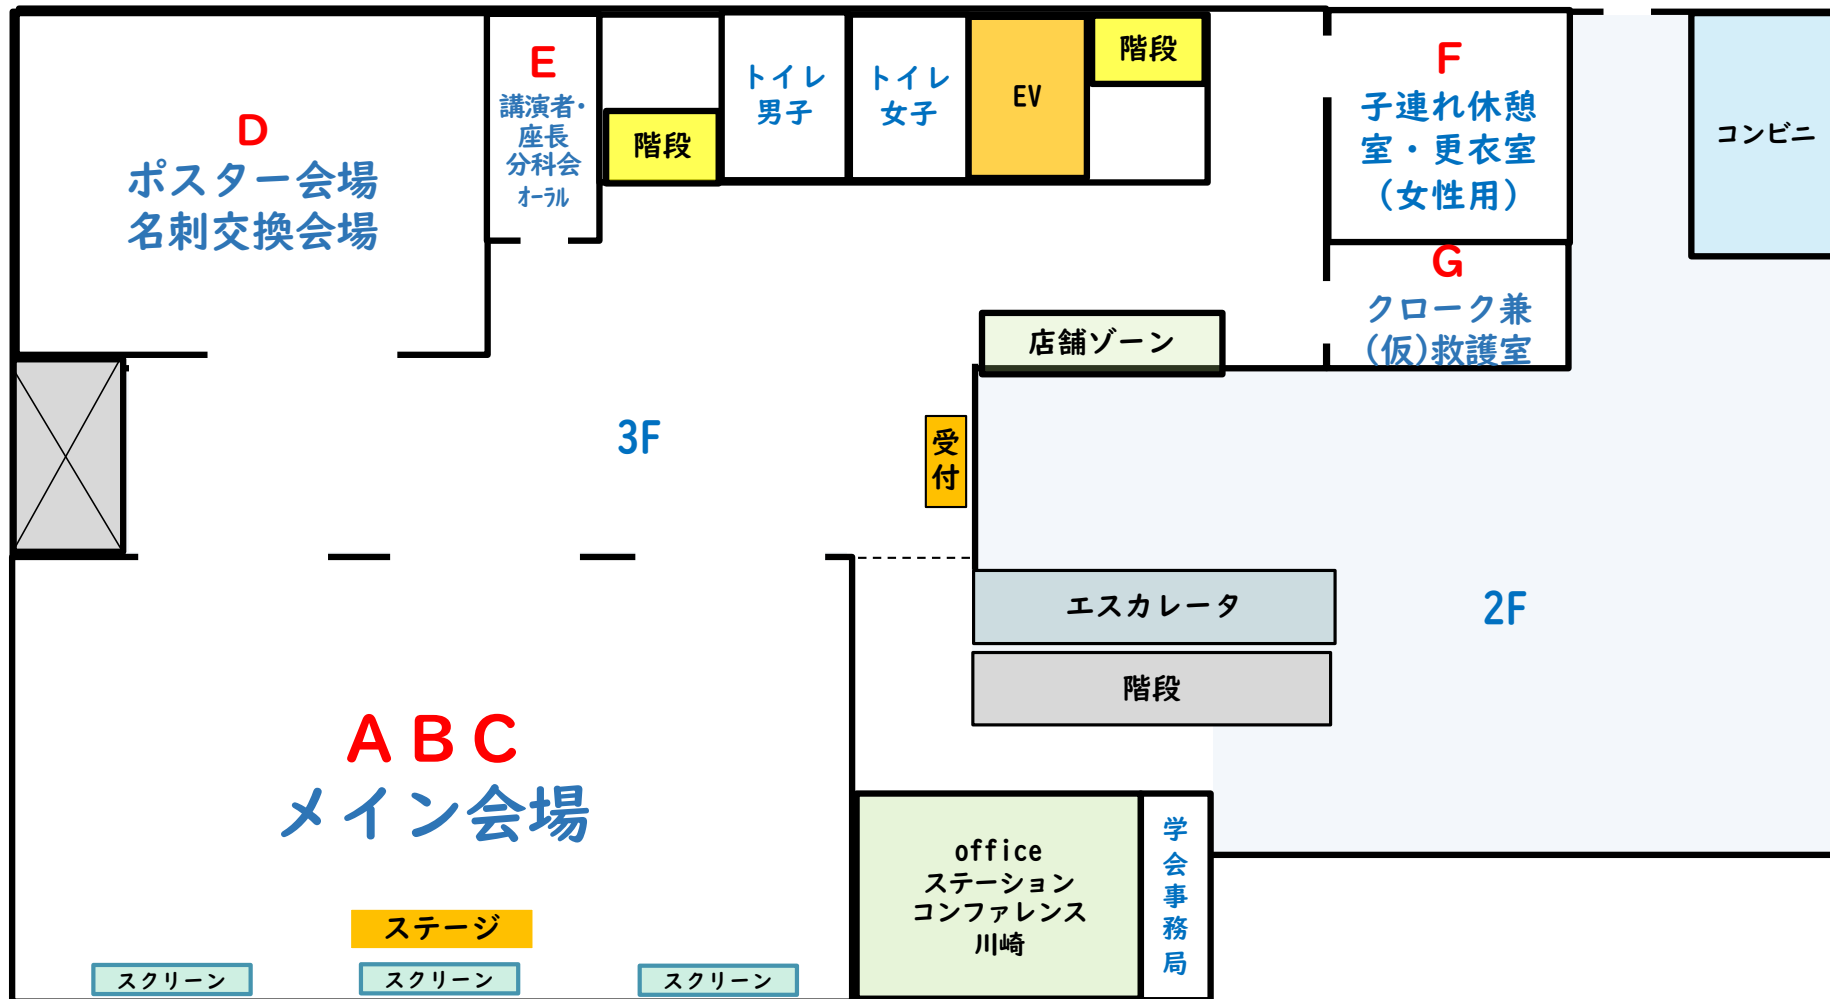 D
ポスター会場
名刺交換会場
E
講演者・
座長
分科会
オーラル
階段
トイレ
男子
トイレ
女子
EV
階段
F
子連れ休憩
室・更衣室
(女性用)
コンビニ
G
クローク兼
(仮)救護室
店舗ゾーン
3F
受
付
エスカレータ
2F
階段
ABC
メイン会場
ステージ
スクリーン
スクリーン
スクリーン
office
ステーション
コンファレンス
川崎
学
会
事
務
局